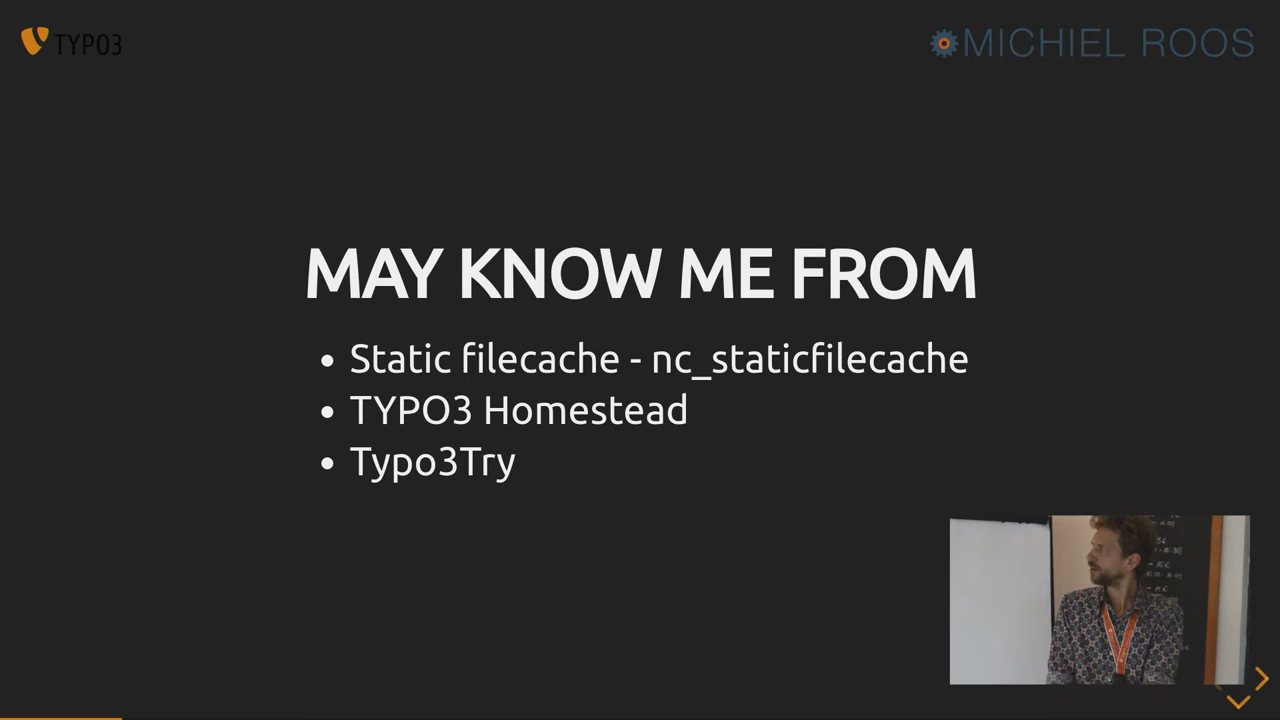 TYPO3
MICHIEL ROOS
MAY KNOW ME FROM
Static filecache - nc_staticfilecache
TYPO3 Homestead
Typo3Try